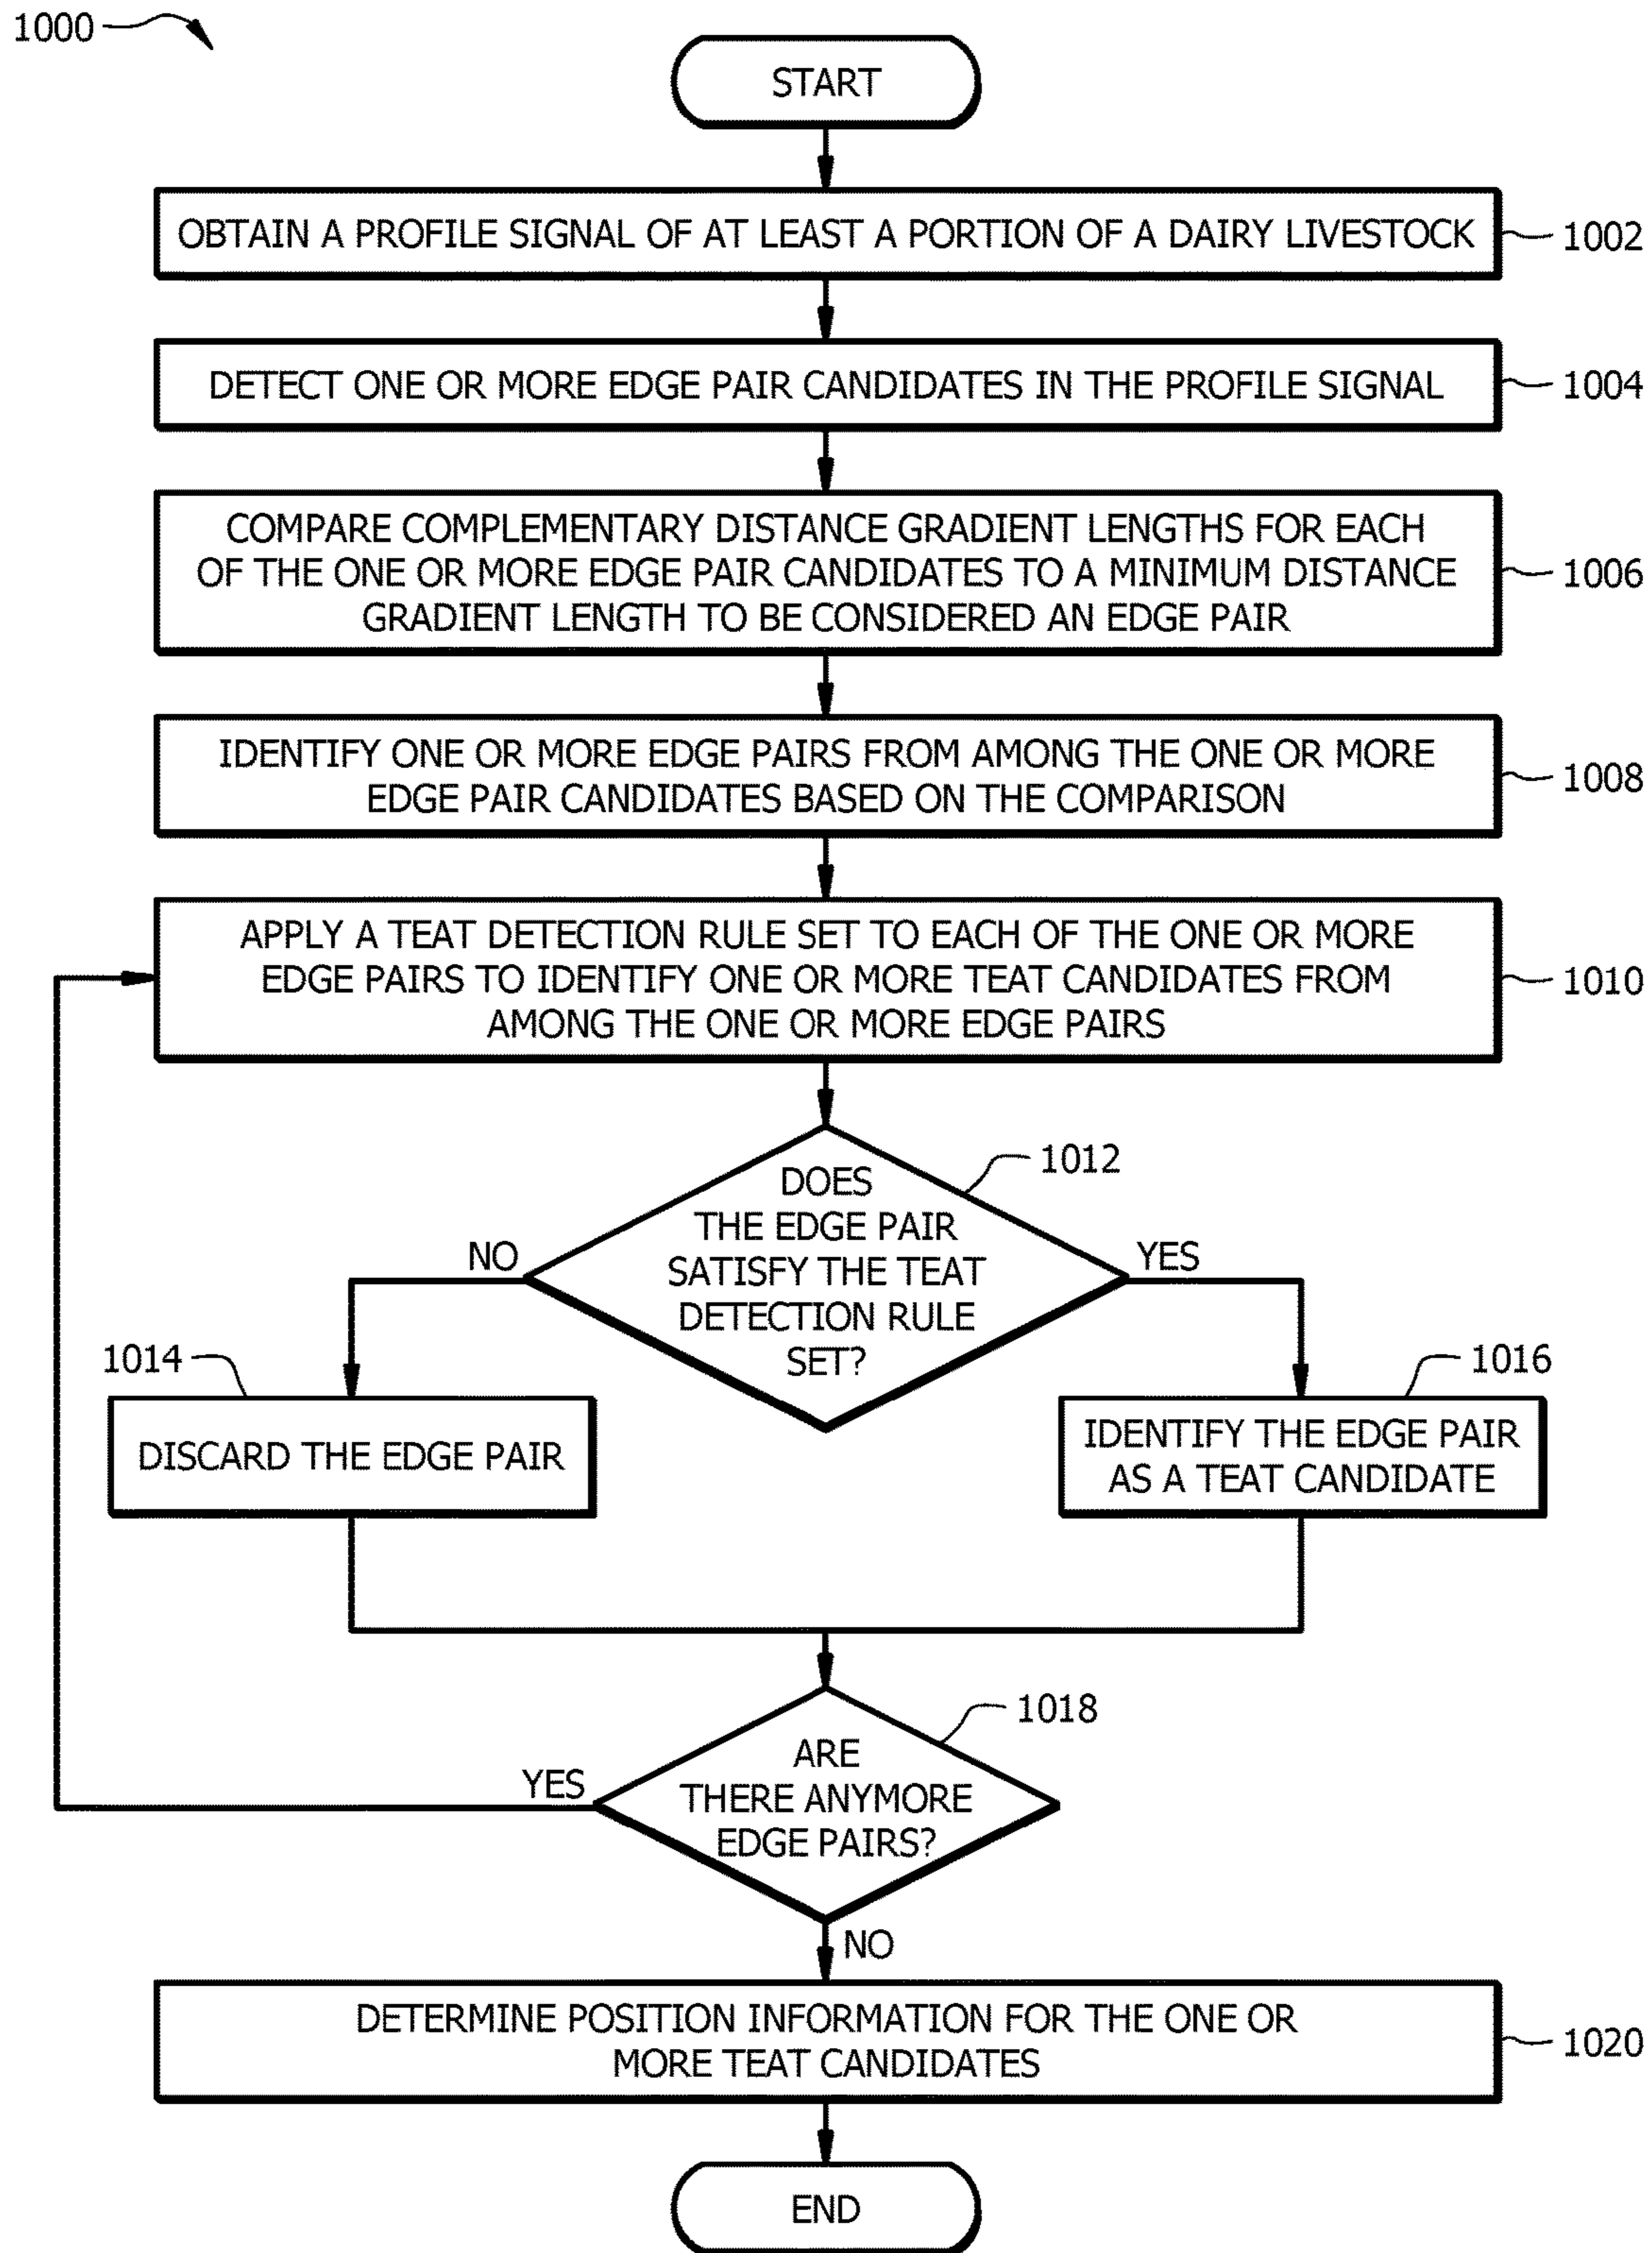 1000
START
OBTAIN A PROFILE SIGNAL OF AT LEAST A PORTION OF A DAIRY LIVESTOCK
1002
DETECT ONE OR MORE EDGE PAIR CANDIDATES IN THE PROFILE SIGNAL
1004
COMPARE COMPLEMENTARY DISTANCE GRADIENT LENGTHS FOR EACH
OF THE ONE OR MORE EDGE PAIR CANDIDATES TO A MINIMUM DISTANCE
GRADIENT LENGTH TO BE CONSIDERED AN EDGE PAIR
1006
IDENTIFY ONE OR MORE EDGE PAIRS FROM AMONG THE ONE OR MORE
EDGE PAIR CANDIDATES BASED ON THE COMPARISON
1008
APPLY A TEAT DETECTION RULE SET TO EACH OF THE ONE OR MORE
EDGE PAIRS TO IDENTIFY ONE OR MORE TEAT CANDIDATES FROM
AMONG THE ONE OR MORE EDGE PAIRS
1010
1012
DOES
THE EDGE PAIR
SATISFY THE TEAT
DETECTION RULE
SET?
NO
YES
1014
DISCARD THE EDGE PAIR
1016
IDENTIFY THE EDGE PAIR
AS A TEAT CANDIDATE
1018
ARE
THERE ANYMORE
EDGE PAIRS?
YES
NO
DETERMINE POSITION INFORMATION FOR THE ONE OR
MORE TEAT CANDIDATES
1020
END